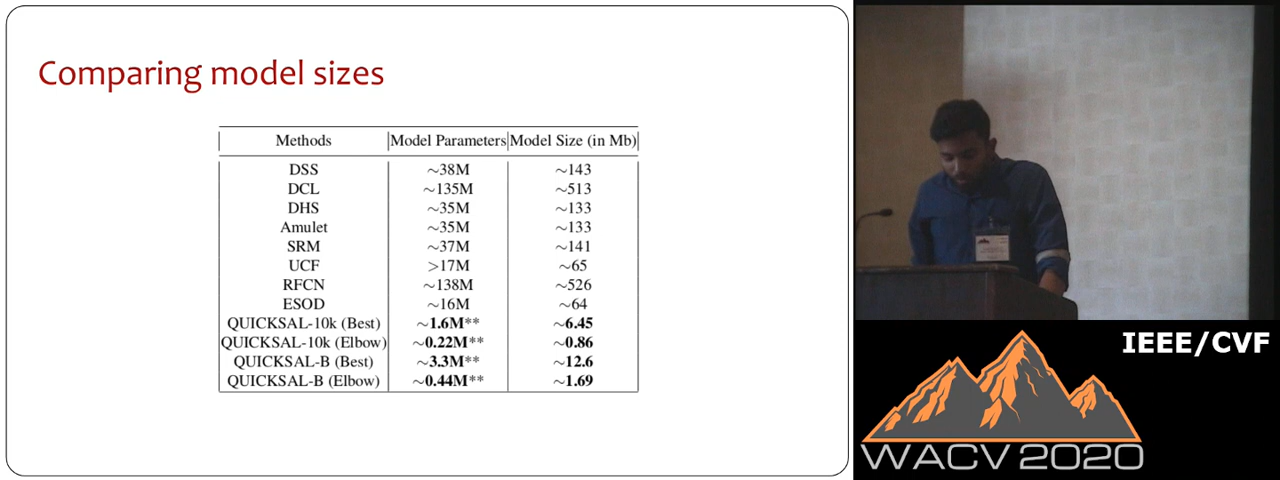 Comparing model sizes
Methods Model Parameters Model Size (in Mb)
DSS ~38M ~143
DCL ~135M ~513
DHS ~35M ~133
Amulet ~35M ~133
SRM ~37M ~141
UCF >17M ~65
RFCN ~138M ~526
ESOD ~16M ~64
QUICKSAL-10k (Best) ~1.6M** ~6.45
QUICKSAL-10k (Elbow) ~0.22M** ~0.86
QUICKSAL-B (Best) ~3.3M** ~12.6
QUICKSAL-B (Elbow) ~0.44M** ~1.69
IEEE/CVF
WACV 2020